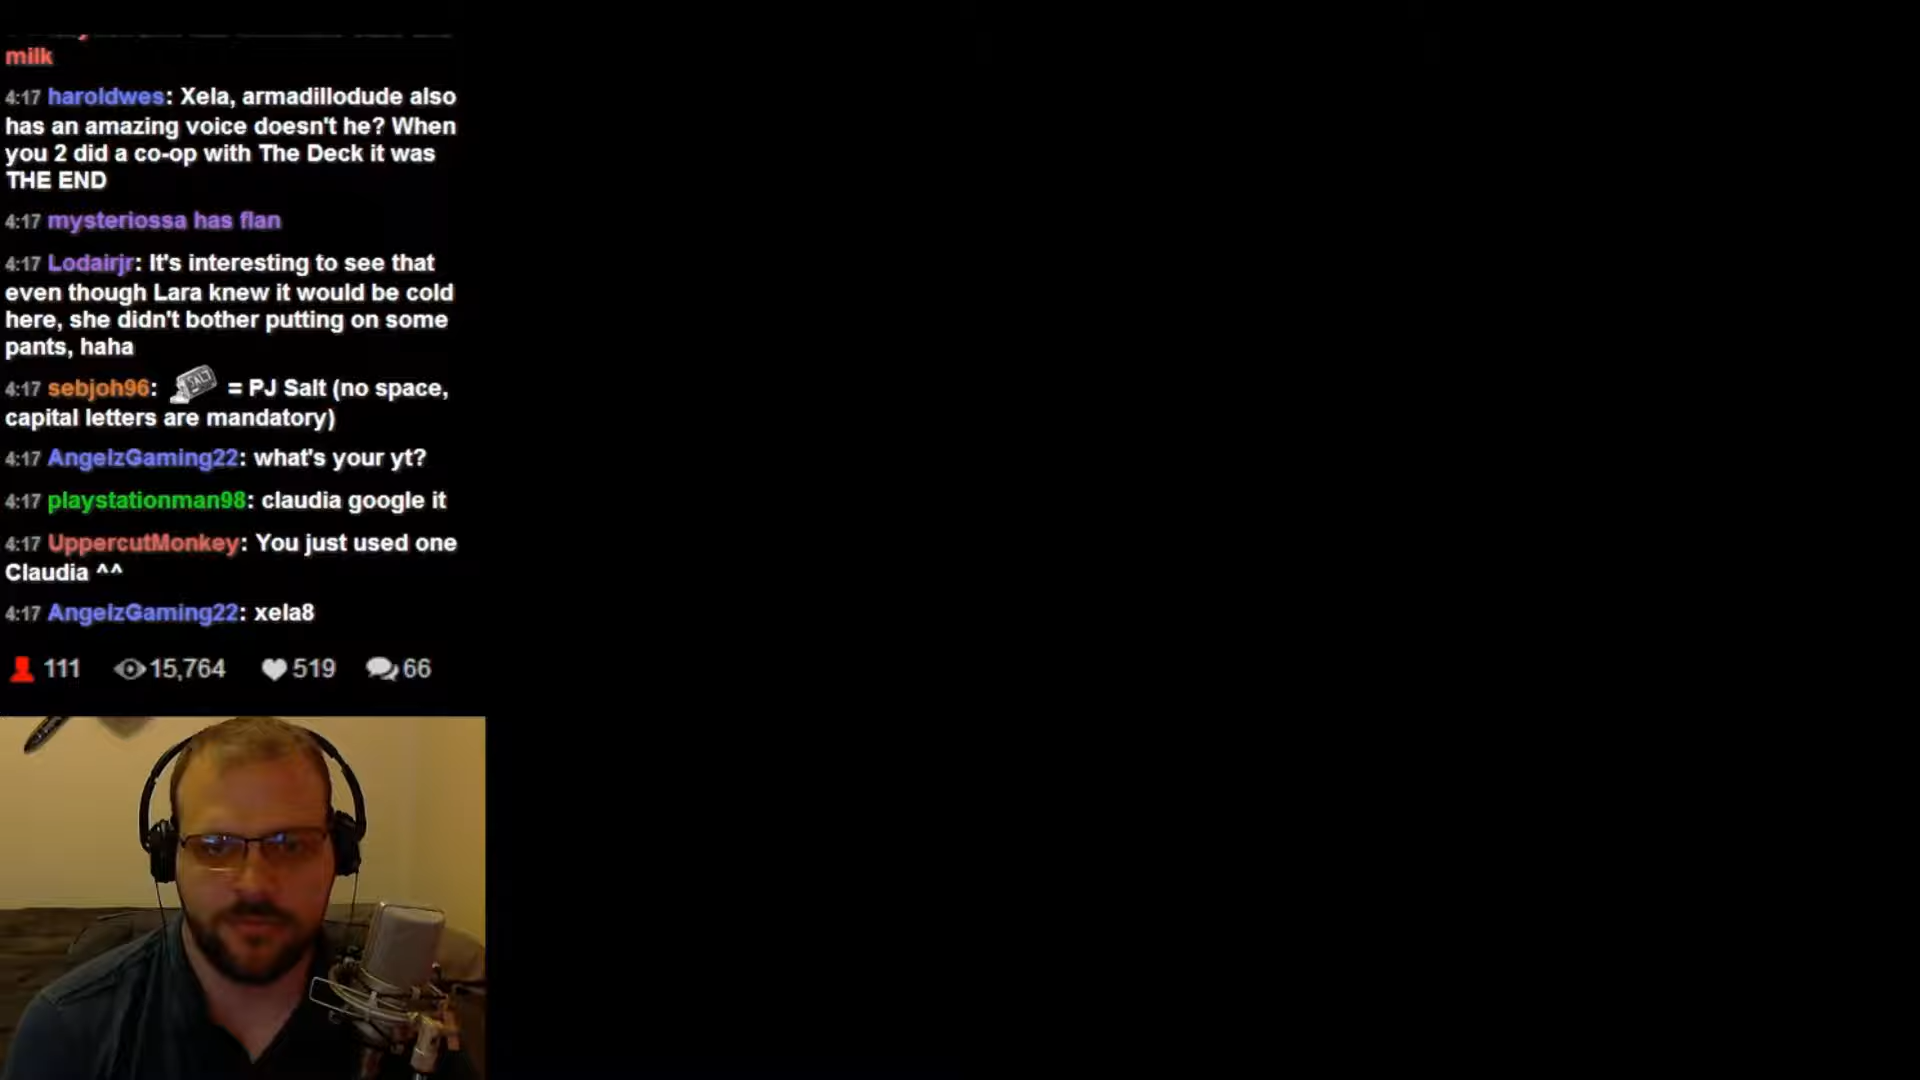 milk
4:17 haroldwes: Xela, armadillodude also
has an amazing voice doesn't he? When
you 2 did a co-op with The Deck it was
THE END
4:17 mysteriossa has flan
4:17 Lodairjr: It's interesting to see that
even though Lara knew it would be cold
here, she didn't bother putting on some
pants, haha
4:17 sebjoh96: SALT = PJ Salt (no space,
capital letters are mandatory)
4:17 AngelzGaming22: what's your yt?
4:17 playstationman98: claudia google it
4:17 UppercutMonkey: You just used one
Claudia ^^
4:17 AngelzGaming22: xela8
111 15,764 519 66